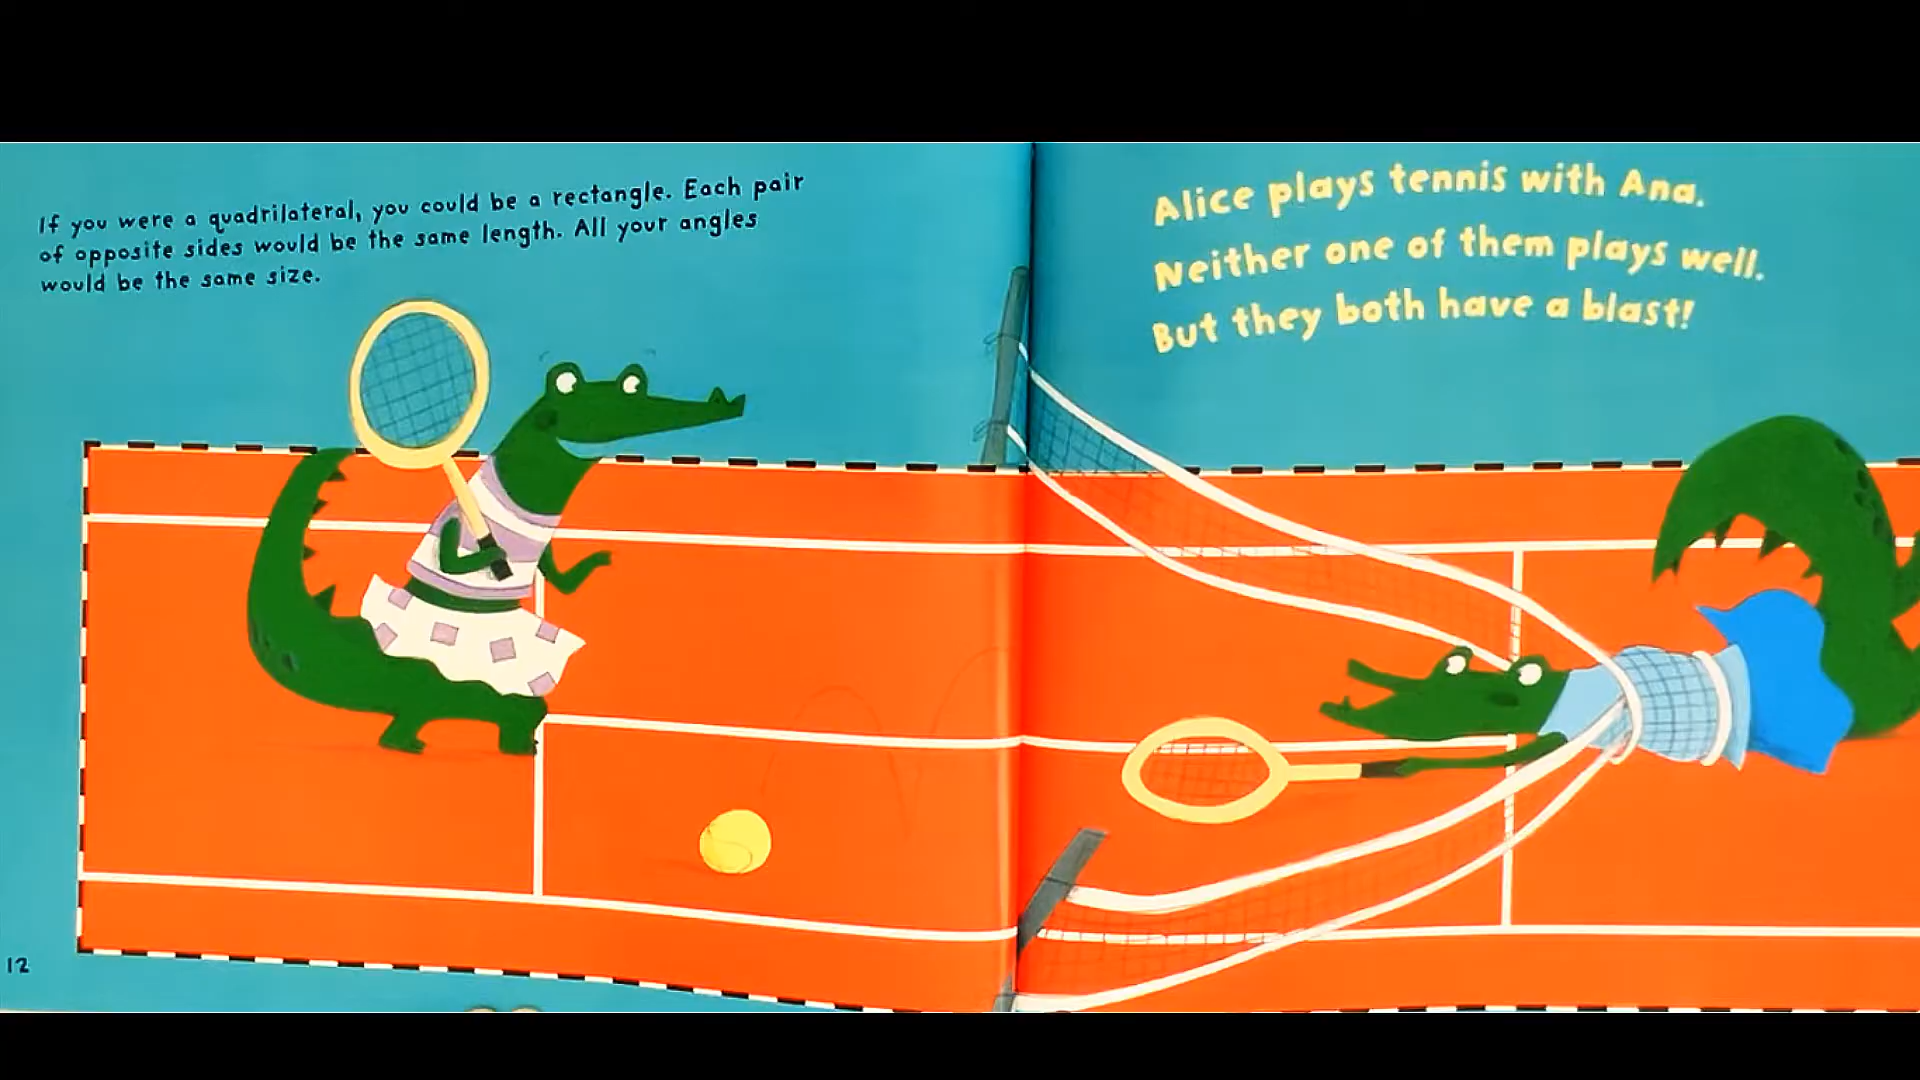 If you were a quadrilateral, you could be a rectangle. Each pair
of opposite sides would be the same length. All your angles
would be the same size.
Alice plays tennis with Ana.
Neither one of them plays well.
But they both have a blast!
12